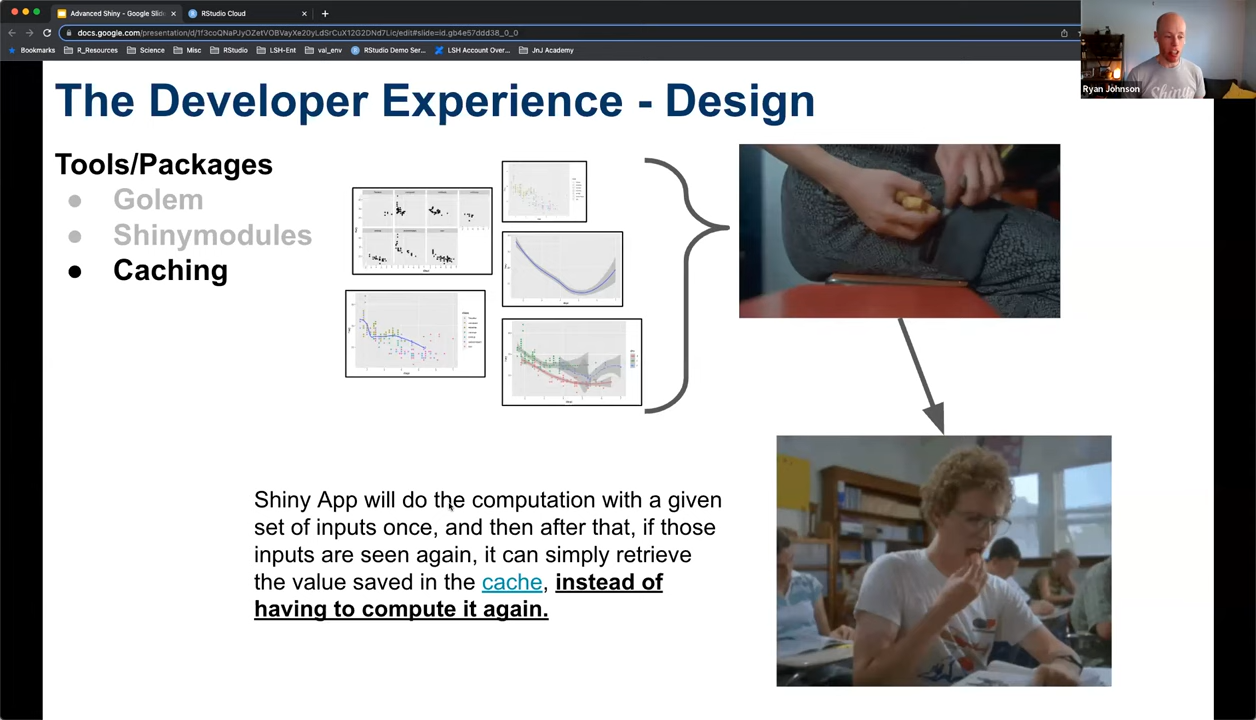 Advanced Shiny - Google Slid
RStudio Cloud
docs.google.com/presentation/d/1f3coQNaPJyOZetVOBVayXe20yLdSrCuX12G2DNd7Lic/edit#slide=id.gb4e57ddd38_0_0
Bookmarks R_Resources Science Misc RStudio LSH-Ent val_env RStudio Demo Ser... LSH Account Over... JnJ Academy
Ryan Johnson
Shiny
The Developer Experience - Design
Tools/Packages
● Golem
● Shinymodules
● Caching
Shiny App will do the computation with a given
set of inputs once, and then after that, if those
inputs are seen again, it can simply retrieve
the value saved in the cache, instead of
having to compute it again.